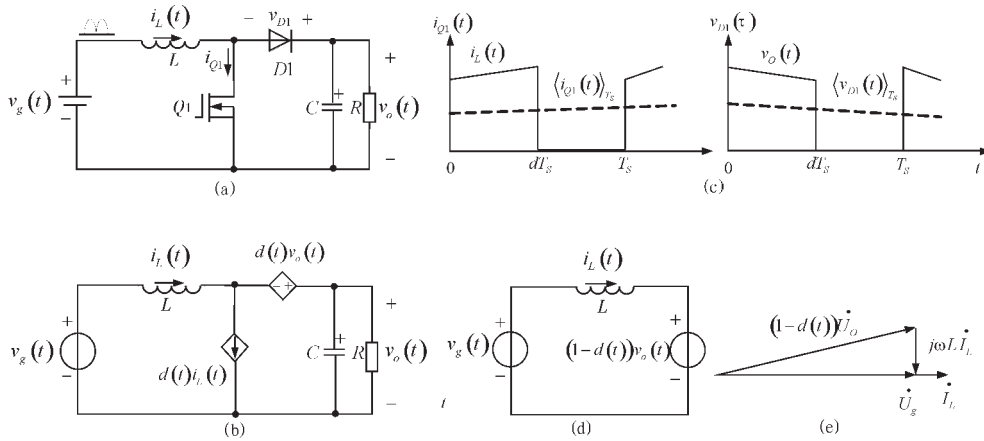 i_L(t)
− v_D1 +
L
D1
i_Q1
+
v_g(t)
−
Q1
+
C
R
+
v_o(t)
−
(a)
i_Q1(t)
i_L(t)
⟨i_Q1(t)⟩_Ts
0
dT_S
T_S
v_D1(τ)
v_O(t)
⟨v_D1(t)⟩_Ts
0
dT_S
T_S
t
(c)
i_L(t)
d(t)v_o(t)
L
− +
+
v_g(t)
−
d(t)i_L(t)
+
C
R
+
v_o(t)
−
t
(b)
i_L(t)
L
+
v_g(t)
−
+
(1−d(t))v_o(t)
−
(d)
(1−d(t))U̇_O
jωLİ_L
U̇_g
İ_L
(e)